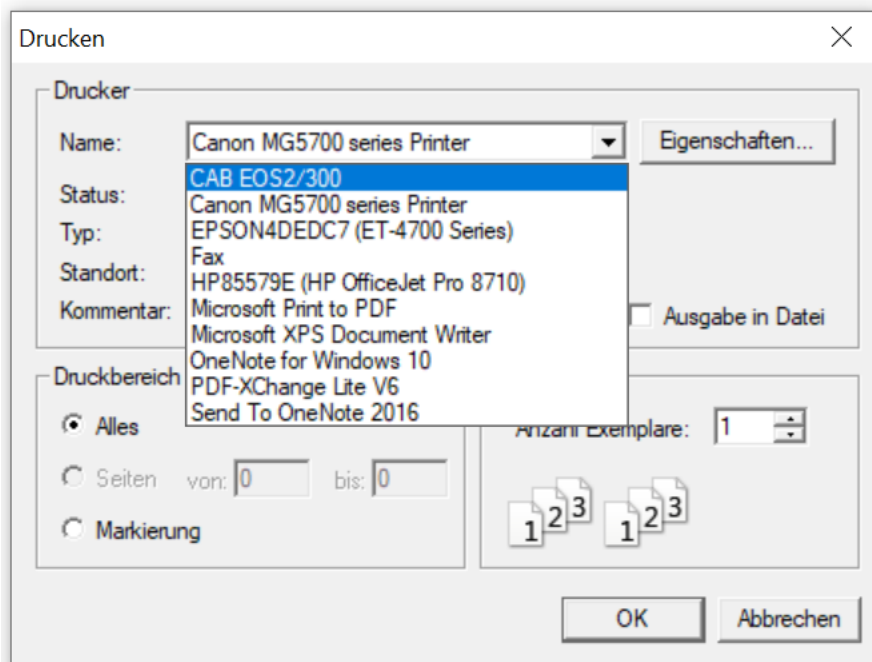 Drucken
Drucker
Name: Canon MG5700 series Printer Eigenschaften...
CAB EOS2/300
Status:
Canon MG5700 series Printer
Typ:
EPSON4DEDC7 (ET-4700 Series)
Fax
Standort:
HP85579E (HP OfficeJet Pro 8710)
Kommentar:
Microsoft Print to PDF
Ausgabe in Datei
Microsoft XPS Document Writer
OneNote for Windows 10
Druckbereich
PDF-XChange Lite V6
Send To OneNote 2016
Alles
Anzahl Exemplare: 1
Seiten von: 0 bis: 0
1 2 3 1 2 3
Markierung
OK Abbrechen